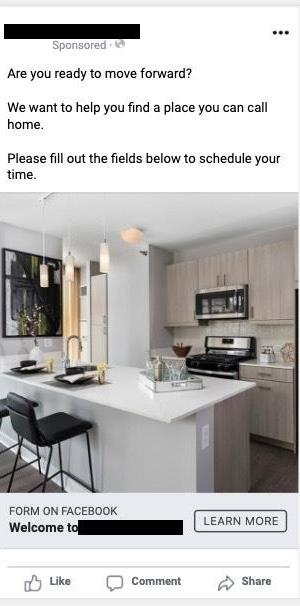 Sponsored ·
Are you ready to move forward?
We want to help you find a place you can call
home.
Please fill out the fields below to schedule your
time.
FORM ON FACEBOOK
Welcome to
LEARN MORE
Like
Comment
Share